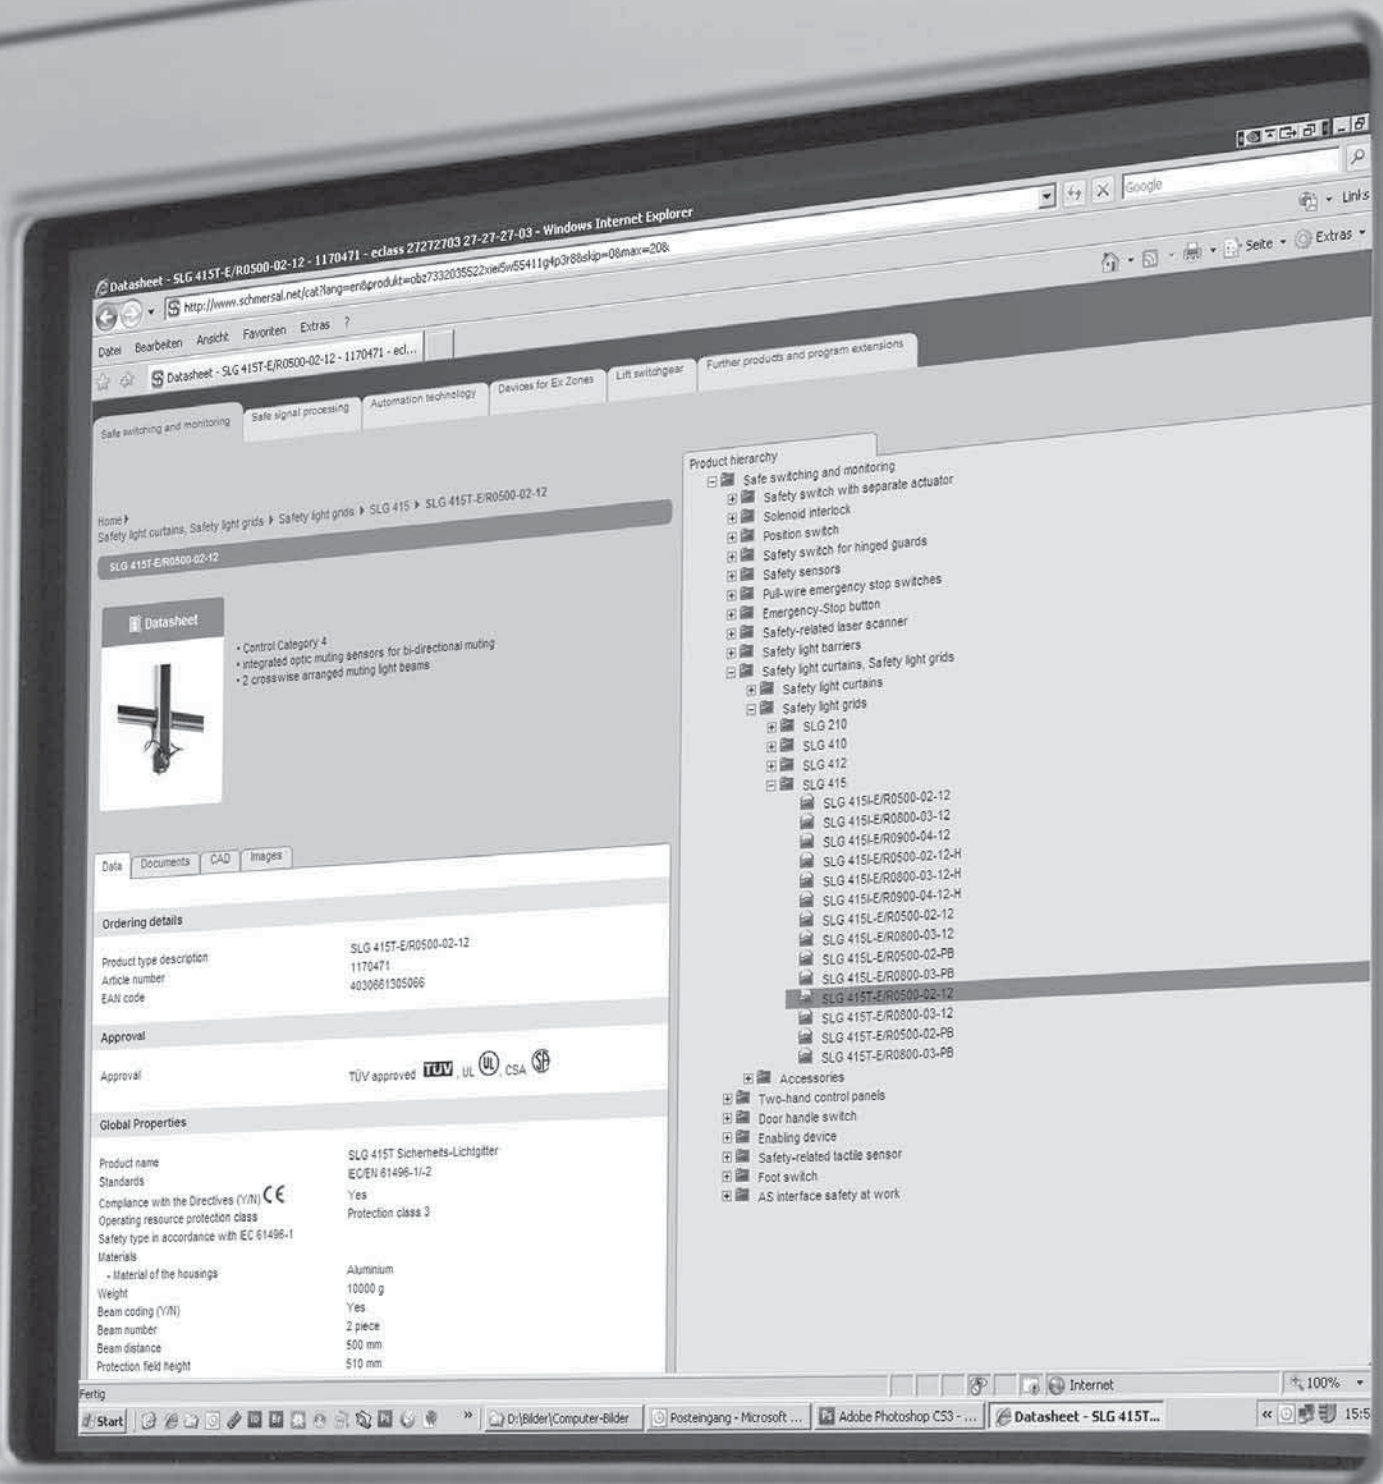 Datasheet - SLG 415T-E/R0500-02-12 - 1170471 - eclass 27272703 27-27-27-03 - Windows Internet Explorer
Google
Links
Datei Bearbeiten Ansicht Favoriten Extras ?
Datasheet - SLG 415T-E/R0500-02-12 - 1170471 - ecl...
Seite Extras
Safe switching and monitoring
Safe signal processing
Automation technology
Devices for Ex Zones
Lift switchgear
Further products and program extensions
Home
Safety light curtains, Safety light grids Safety light grids SLG 415 SLG 415T-E/R0500-02-12
SLG 415T-E/R0500-02-12
Datasheet
• Control Category 4
• integrated optic muting sensors for bi-directional muting
• 2 crosswise arranged muting light beams
Data Documents CAD Images
Ordering details
Product type description SLG 415T-E/R0500-02-12
Article number 1170471
EAN code 4030661305066
Approval
Approval TÜV approved TÜV , UL UL, CSA
Global Properties
Product name SLG 415T Sicherheits-Lichtgitter
Standards IEC/EN 61496-1/-2
Compliance with the Directives (Y/N) CE Yes
Operating resource protection class Protection class 3
Safety type in accordance with IEC 61496-1
Materials
- Material of the housings Aluminium
Weight 10000 g
Beam coding (Y/N) Yes
Beam number 2 piece
Beam distance 500 mm
Protection field height 510 mm
Product hierarchy
Safe switching and monitoring
Safety switch with separate actuator
Solenoid interlock
Position switch
Safety switch for hinged guards
Safety sensors
Pull-wire emergency stop switches
Emergency-Stop button
Safety-related laser scanner
Safety light barriers
Safety light curtains, Safety light grids
Safety light curtains
Safety light grids
SLG 210
SLG 410
SLG 412
SLG 415
SLG 415I-E/R0500-02-12
SLG 415I-E/R0800-03-12
SLG 415I-E/R0900-04-12
SLG 415I-E/R0500-02-12-H
SLG 415I-E/R0800-03-12-H
SLG 415I-E/R0900-04-12-H
SLG 415L-E/R0500-02-12
SLG 415L-E/R0800-03-12
SLG 415L-E/R0500-02-PB
SLG 415L-E/R0800-03-PB
SLG 415T-E/R0500-02-12
SLG 415T-E/R0800-03-12
SLG 415T-E/R0500-02-PB
SLG 415T-E/R0800-03-PB
Accessories
Two-hand control panels
Door handle switch
Enabling device
Safety-related tactile sensor
Foot switch
AS interface safety at work
Fertig
Internet
100%
Start
D:\Bilder\Computer-Bilder
Posteingang - Microsoft ...
Adobe Photoshop CS3 - ...
Datasheet - SLG 415T...
15:5